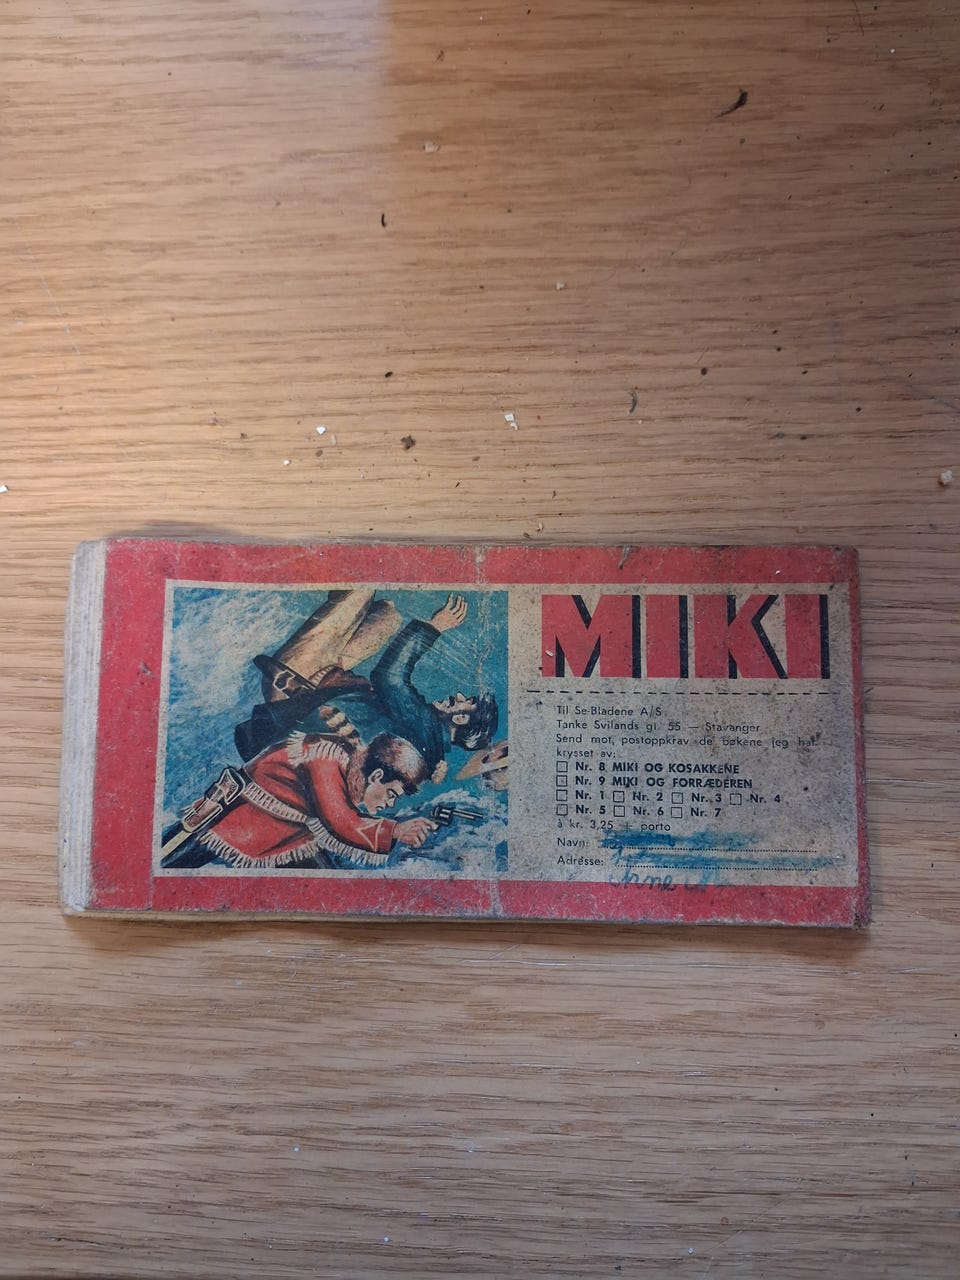 MIKI
Til Se-Bladene A/S
Tanke Svilands gt 55 — Stavanger
Send mot postoppkrav de bøkene jeg har
krysset av:
Nr. 8 MIKI OG KOSAKKENE
Nr. 9 MIKI OG FORRÆDEREN
Nr. 1 Nr. 2 Nr. 3 Nr. 4
Nr. 5 Nr. 6 Nr. 7
à kr. 3,25 + porto
Navn:
Adresse: